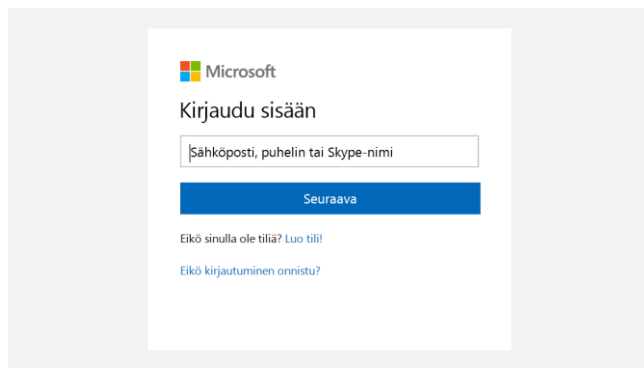 Microsoft
Kirjaudu sisään
Sähköposti, puhelin tai Skype-nimi
Seuraava
Eikö sinulla ole tiliä? Luo tili!
Eikö kirjautuminen onnistu?